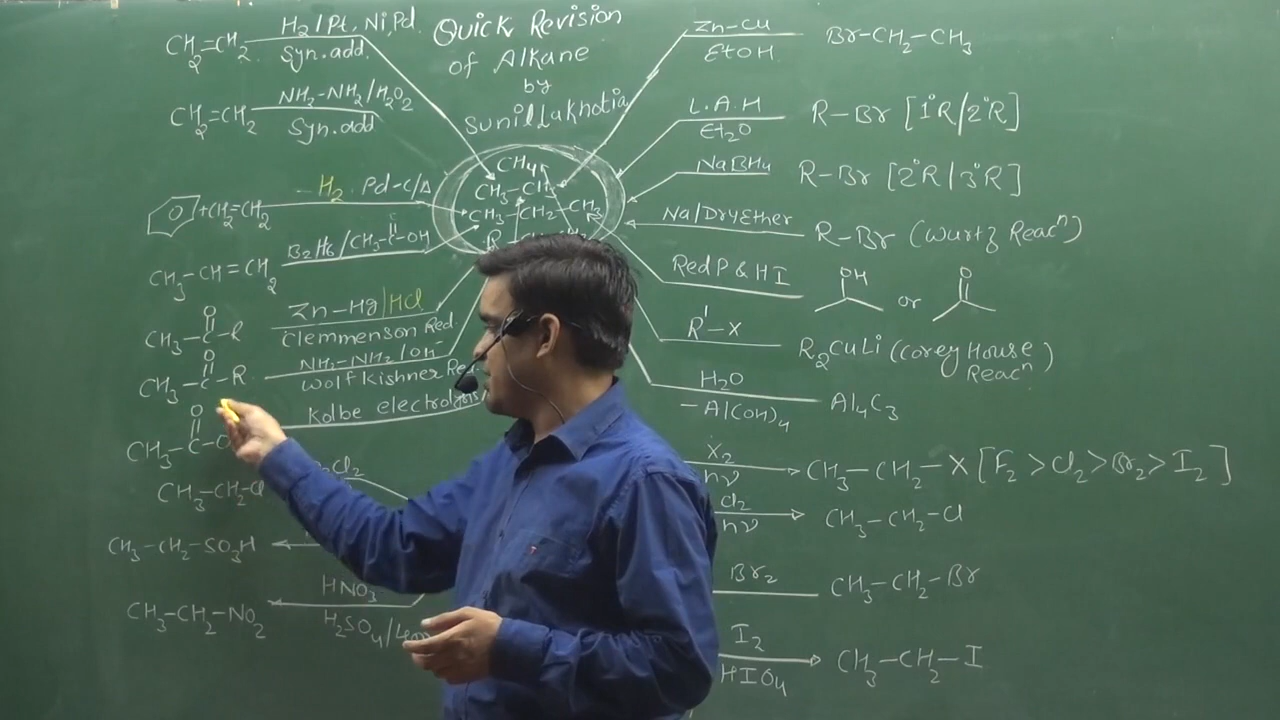 Quick Revision
of Alkane
by
Sunil Lakhotia
CH2=CH2 H2/Pt, Ni, Pd.
Syn. add.
CH2=CH2 NH2-NH2/H2O2
Syn. add
+CH2=CH2 -H2 Pd-C/Δ
CH3-CH=CH2 B2H6/CH3-C-OH
CH3-C-R Zn-Hg/HCl
O
Clemmenson Red.
CH3-C-R NH2-NH2/OH-
O
Wolf Kishner
CH3-C-
O
Kolbe electrolysis
CH3-CH2-Cl
CH3-CH2-SO3H
CH3-CH2-NO2 HNO3
H2SO4/
CH4
CH3-CH3
CH3-CH2-CH3
R
Zn-Cu Br-CH2-CH3
EtOH
L.A.H R-Br [1°R/2°R]
Et2O
NaBH4 R-Br [2°R/3°R]
Na/Dry Ether R-Br (Wurtz Reacn)
Red P & HI OH or O
R'-X R2CuLi (Corey House
Reacn)
H2O Al4C3
-Al(OH)4
X2 CH3-CH2-X [F2>Cl2>Br2>I2]
hν
Cl2 CH3-CH2-Cl
hν
Br2 CH3-CH2-Br
I2 CH3-CH2-I
HIO4